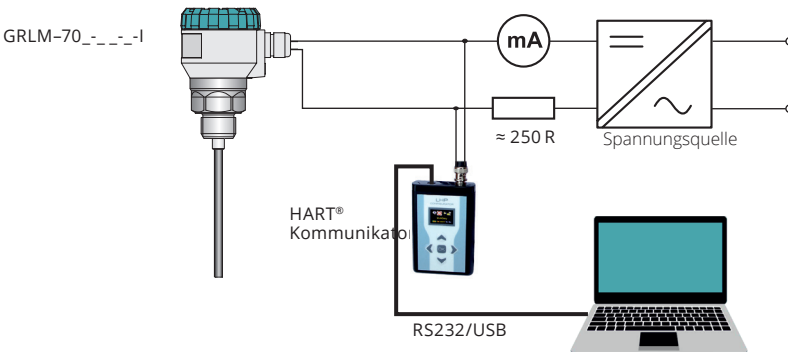 GRLM–70_-_ _-_-I
mA
≈ 250 R
Spannungsquelle
HART®
Kommunikator
RS232/USB